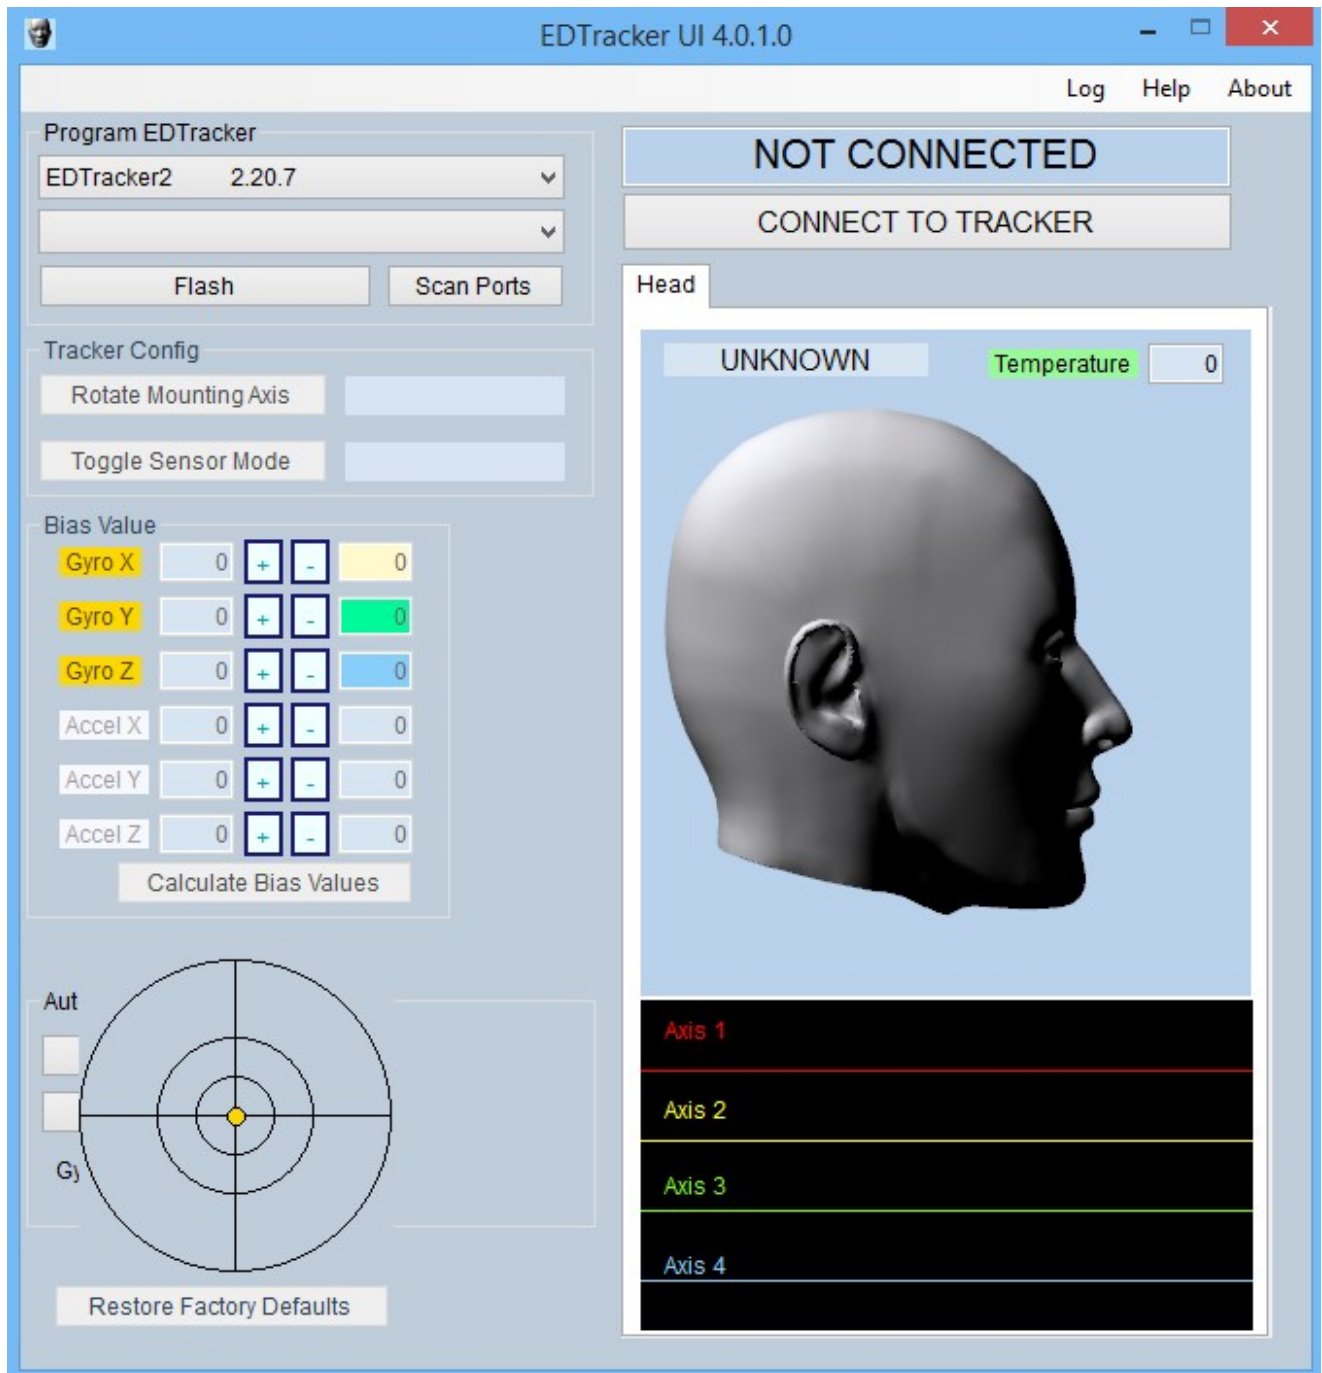 EDTracker UI 4.0.1.0
Log Help About
Program EDTracker
EDTracker2 2.20.7
Flash Scan Ports
NOT CONNECTED
CONNECT TO TRACKER
Tracker Config
Rotate Mounting Axis
Toggle Sensor Mode
Bias Value
Gyro X 0 + - 0
Gyro Y 0 + - 0
Gyro Z 0 + - 0
Accel X 0 + - 0
Accel Y 0 + - 0
Accel Z 0 + - 0
Calculate Bias Values
Aut
Gy
Restore Factory Defaults
Head
UNKNOWN Temperature 0
Axis 1
Axis 2
Axis 3
Axis 4